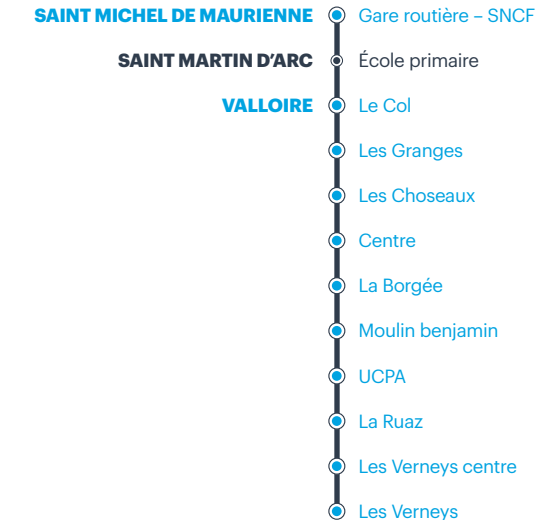 SAINT MICHEL DE MAURIENNE Gare routière – SNCF
SAINT MARTIN D’ARC École primaire
VALLOIRE Le Col
Les Granges
Les Choseaux
Centre
La Borgée
Moulin benjamin
UCPA
La Ruaz
Les Verneys centre
Les Verneys